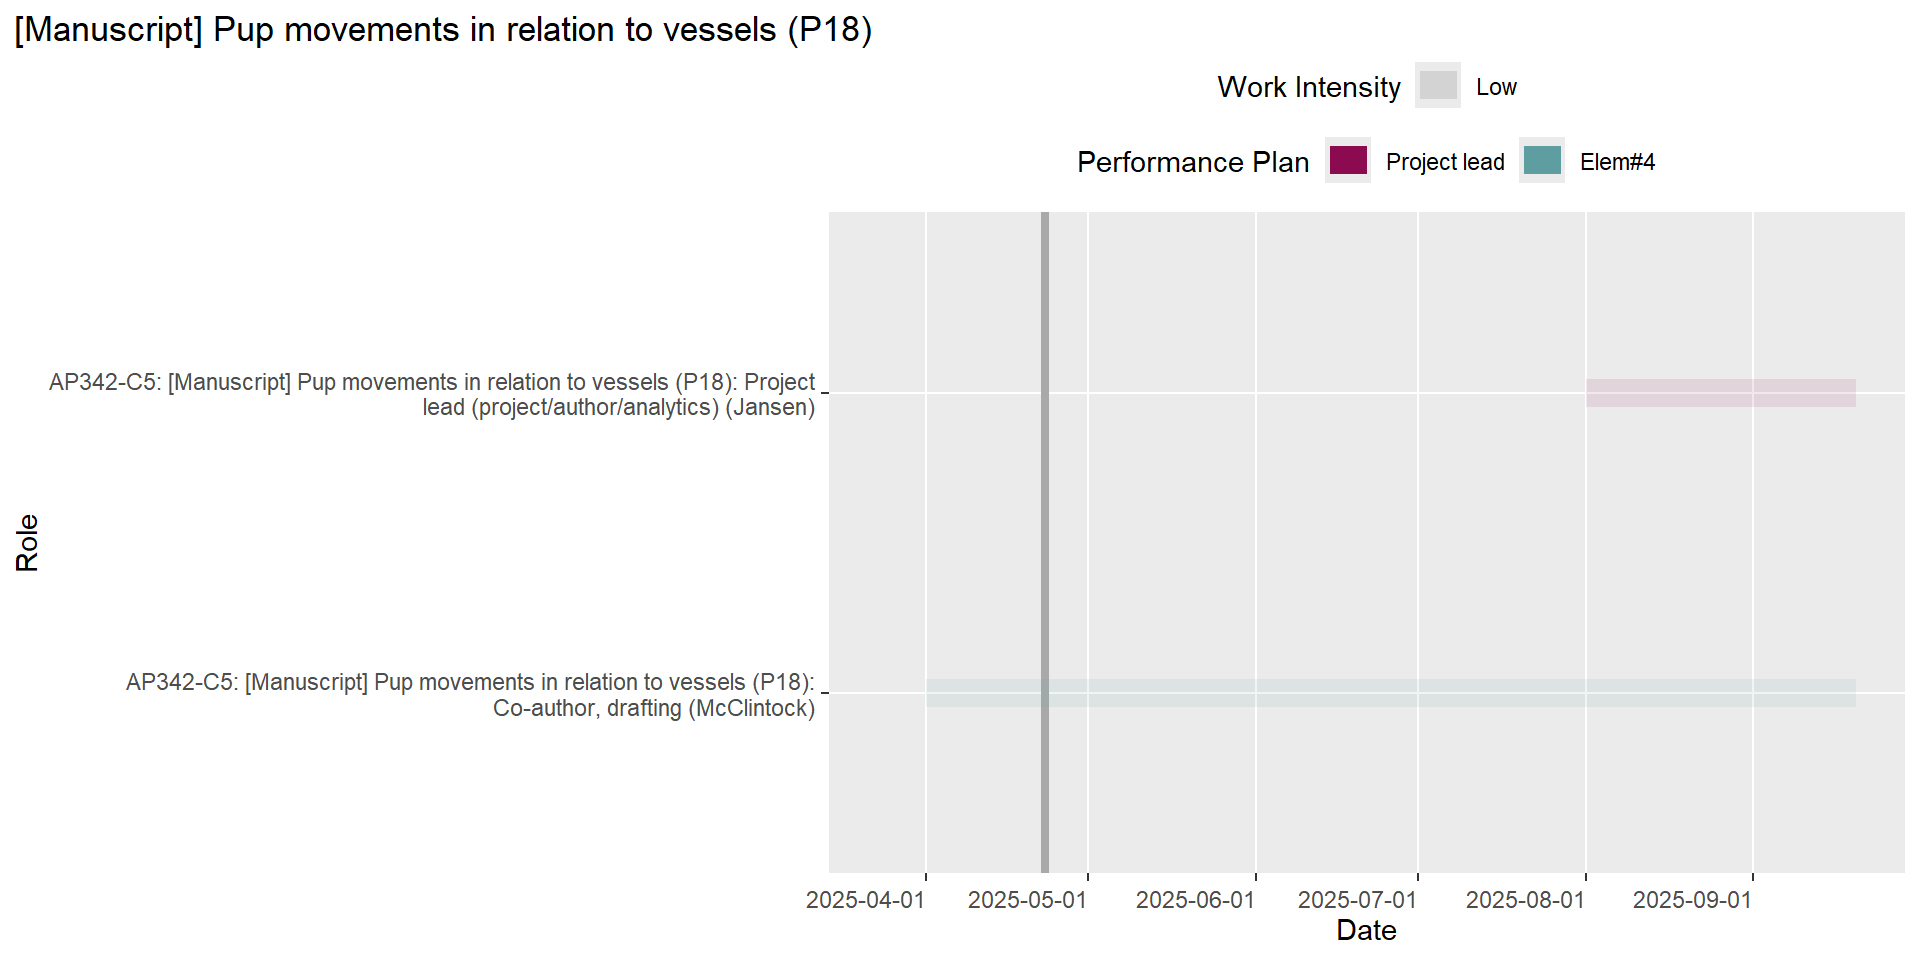 [Manuscript] Pup movements in relation to vessels (P18)
Work Intensity Low
Performance Plan Project lead Elem#4
AP342-C5: [Manuscript] Pup movements in relation to vessels (P18): Project
lead (project/author/analytics) (Jansen)
Role
AP342-C5: [Manuscript] Pup movements in relation to vessels (P18):
Co-author, drafting (McClintock)
2025-04-01 2025-05-01 2025-06-01 2025-07-01 2025-08-01 2025-09-01
Date